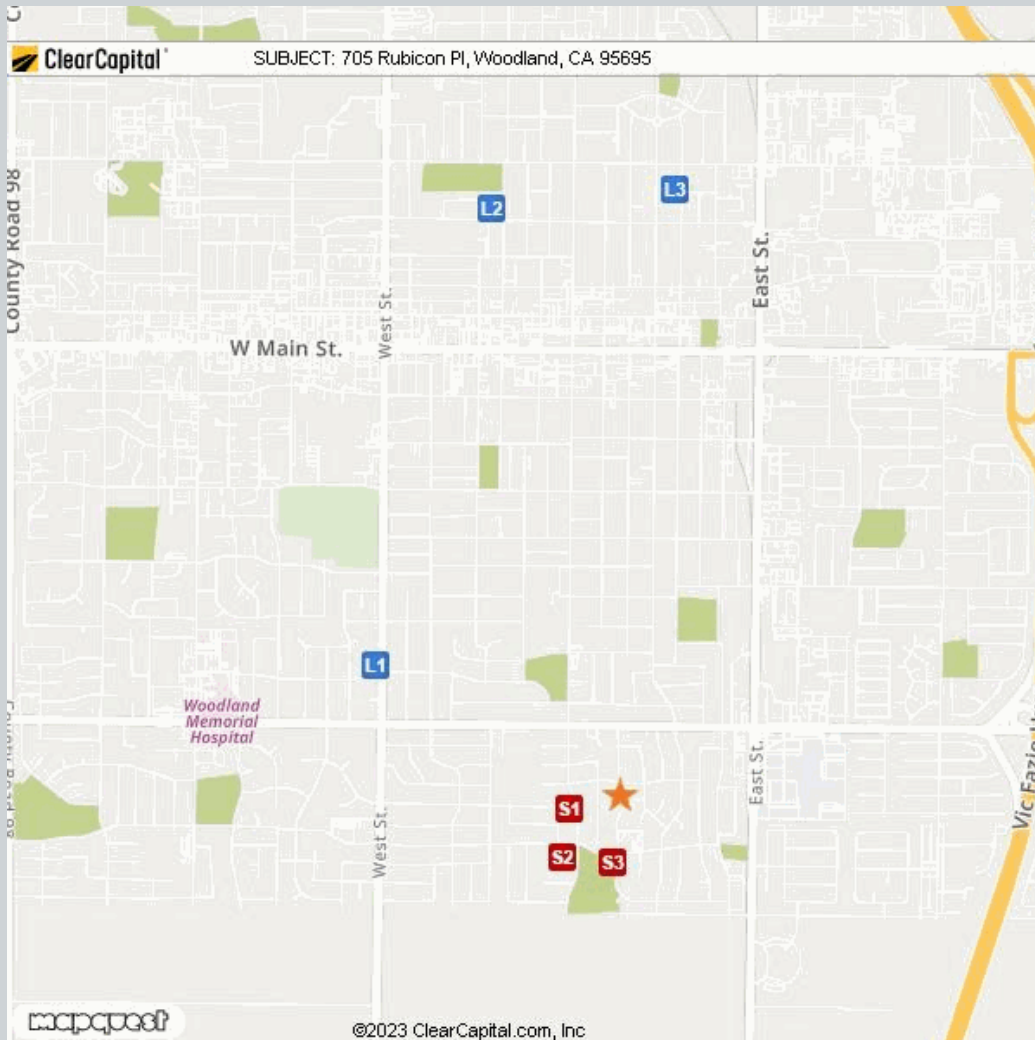 ClearCapital
SUBJECT: 705 Rubicon Pl, Woodland, CA 95695
County Road 98
L2
L3
East St.
West St.
W Main St.
L1
Woodland
Memorial
Hospital
East St.
S1
West St.
S2
S3
Vic Fazio
mapquest
©2023 ClearCapital.com, Inc